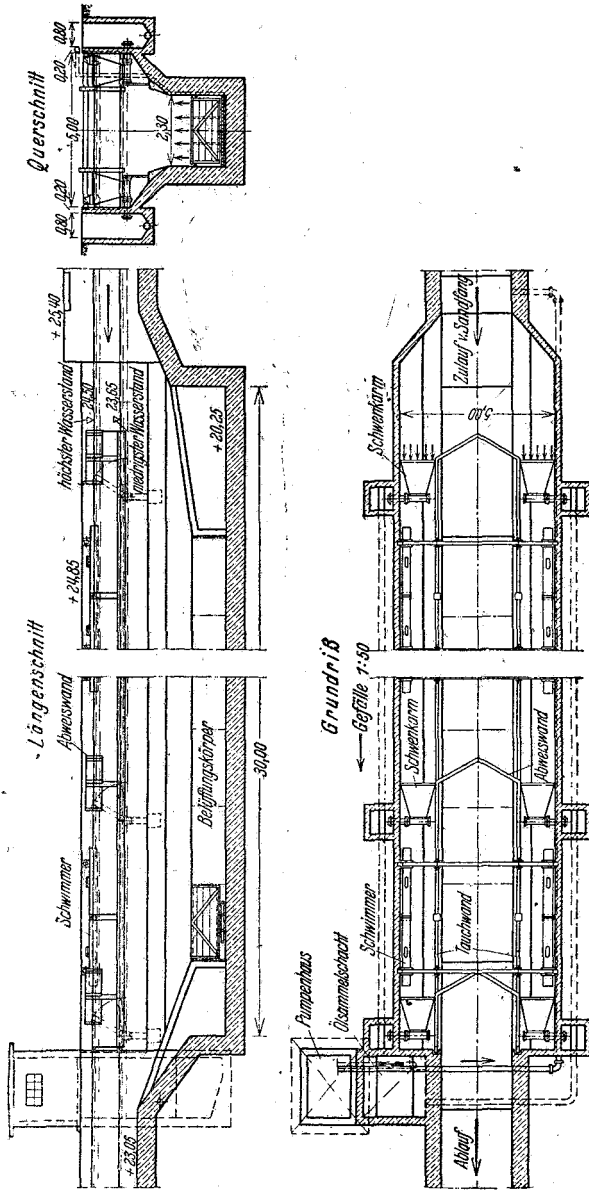 Querschnitt
0,80
0,20
5,00
0,20
0,80
2,30
Längenschnitt
Schwimmer
Abweiswand
+ 24,85
höchster Wasserstand
+ 25,40
23,65
niedrigster Wasserstand
Belüftungskörper
+ 20,25
+ 23,05
30,00
Grundriß
Gefälle 1:50
Pumpenhaus
Ölsammelschacht
Schwimmer
Schwenkarm
Schwenkarm
Tauchwand
Abweiswand
5,00
Zulauf v. Sandfang
Ablauf